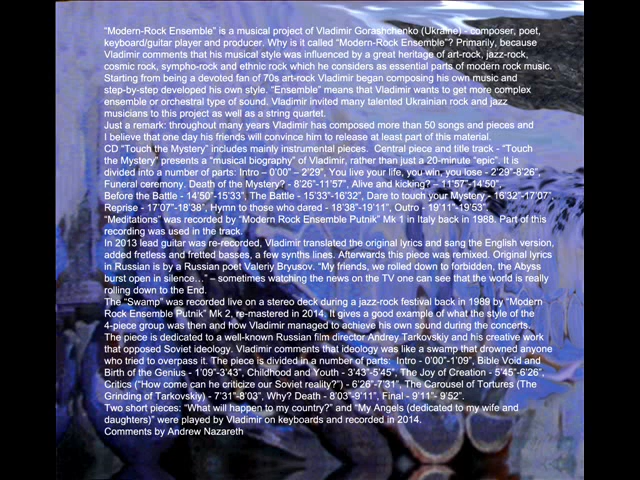 "Modern-Rock Ensemble" is a musical project of Vladimir Gorashchenko (Ukraine) - composer, poet,
keyboard/guitar player and producer. Why is it called "Modern-Rock Ensemble"? Primarily, because
Vladimir comments that his musical style was influenced by a great heritage of art-rock, jazz-rock,
cosmic rock, sympho-rock and ethnic rock which he considers as essential parts of modern rock music.
Starting from being a devoted fan of 70s art-rock Vladimir began composing his own music and
step-by-step developed his own style. "Ensemble" means that Vladimir wants to get more complex
ensemble or orchestral type of sound. Vladimir invited many talented Ukrainian rock and jazz
musicians to this project as well as a string quartet.
Just a remark: throughout many years Vladimir has composed more than 50 songs and pieces and
I believe that one day his friends will convince him to release at least part of this material.
CD "Touch the Mystery" includes mainly instrumental pieces.  Central piece and title track - "Touch
the Mystery" presents a "musical biography" of Vladimir, rather than just a 20-minute "epic". It is
divided into a number of parts: Intro – 0'00" – 2'29", You live your life, you win, you lose - 2'29"-8'26",
Funeral ceremony. Death of the Mystery? - 8'26"-11'57", Alive and kicking? – 11'57"-14'50",
Before the Battle - 14'50"-15'33", The Battle - 15'33"-16'32", Dare to touch your Mystery - 16'32"-17'07",
Reprise - 17'07"-18'38", Hymn to those who dared - 18'38"-19'11", Outro - 19'11"-19'53".
"Meditations" was recorded by "Modern Rock Ensemble Putnik" Mk 1 in Italy back in 1988. Part of this
recording was used in the track.
In 2013 lead guitar was re-recorded, Vladimir translated the original lyrics and sang the English version,
added fretless and fretted basses, a few synths lines. Afterwards this piece was remixed. Original lyrics
in Russian is by a Russian poet Valeriy Bryusov. "My friends, we rolled down to forbidden, the Abyss
burst open in silence…" – sometimes watching the news on the TV one can see that the world is really
rolling down to the End.
The "Swamp" was recorded live on a stereo deck during a jazz-rock festival back in 1989 by "Modern
Rock Ensemble Putnik" Mk 2, re-mastered in 2014. It gives a good example of what the style of the
4-piece group was then and how Vladimir managed to achieve his own sound during the concerts.
The piece is dedicated to a well-known Russian film director Andrey Tarkovskiy and his creative work
that opposed Soviet ideology. Vladimir comments that ideology was like a swamp that drowned anyone
who tried to overpass it. The piece is divided in a number of parts:  Intro - 0'00"-1'09", Bible Void and
Birth of the Genius - 1'09"-3'43", Childhood and Youth - 3'43"-5'45", The Joy of Creation - 5'45"-6'26",
Critics ("How come he can criticize our Soviet reality?") - 6'26"-7'31", The Carousel of Tortures (The
Grinding of Tarkovskiy) - 7'31"-8'03", Why? Death - 8'03"-9'11", Final - 9'11"- 9'52".
Two short pieces: "What will happen to my country?" and "My Angels (dedicated to my wife and
daughters)" were played by Vladimir on keyboards and recorded in 2014.
Comments by Andrew Nazareth